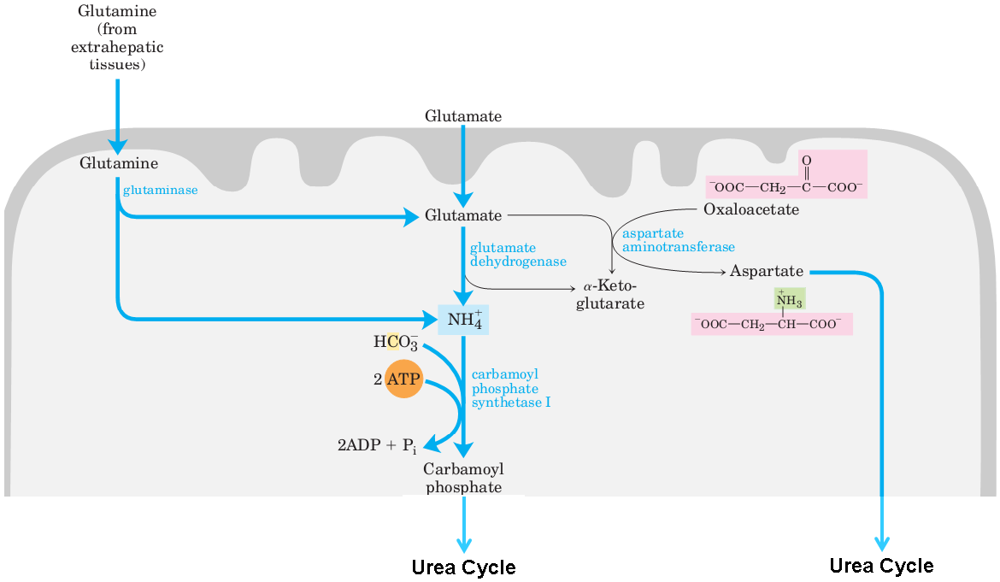 Glutamine
(from
extrahepatic
tissues)
Glutamate
Glutamine
glutaminase
O
⁻OOC—CH₂—C—COO⁻
Oxaloacetate
Glutamate
aspartate
aminotransferase
glutamate
dehydrogenase
Aspartate
α-Keto-
glutarate
⁺NH₃
⁻OOC—CH₂—CH—COO⁻
NH₄⁺
HCO₃⁻
2 ATP
carbamoyl
phosphate
synthetase I
2ADP + Pᵢ
Carbamoyl
phosphate
Urea Cycle
Urea Cycle